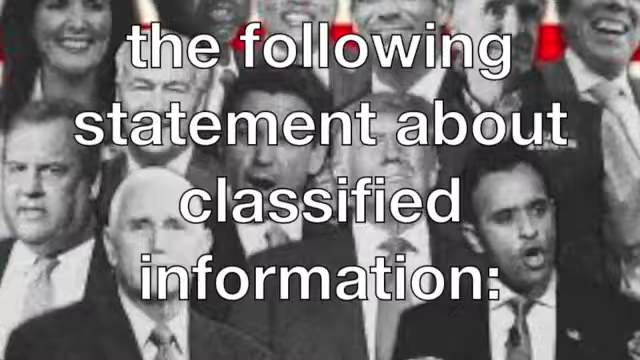 the following
statement about
classified
information: